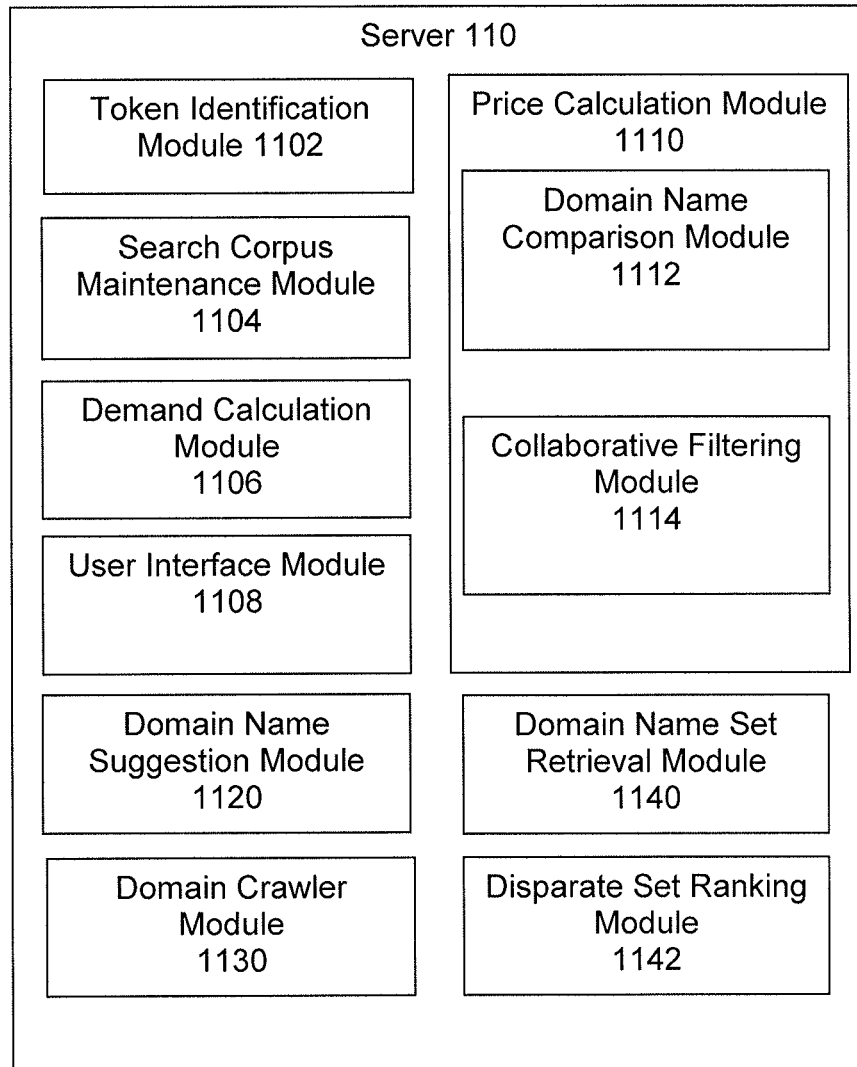 Server 110
Token Identification
Module 1102
Search Corpus
Maintenance Module
1104
Demand Calculation
Module
1106
User Interface Module
1108
Domain Name
Suggestion Module
1120
Domain Crawler
Module
1130
Price Calculation Module
1110
Domain Name
Comparison Module
1112
Collaborative Filtering
Module
1114
Domain Name Set
Retrieval Module
1140
Disparate Set Ranking
Module
1142